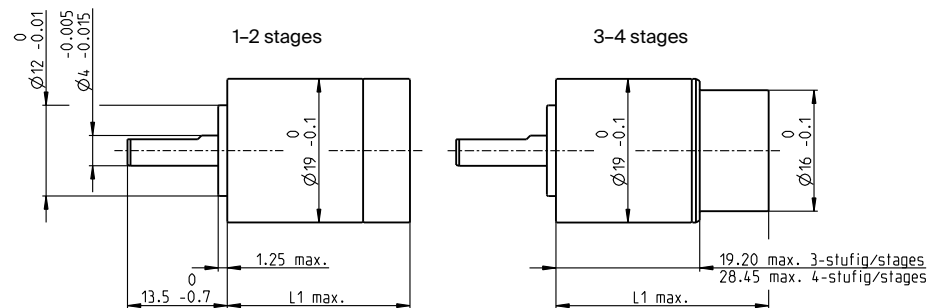 1–2 stages
3–4 stages
Ø12 0 -0.01
Ø4 -0.005 -0.015
Ø19 0 -0.1
Ø19 0 -0.1
Ø16 0 -0.1
1.25 max.
19.20 max. 3-stufig/stages
28.45 max. 4-stufig/stages
13.5 0 -0.7
L1 max.
L1 max.